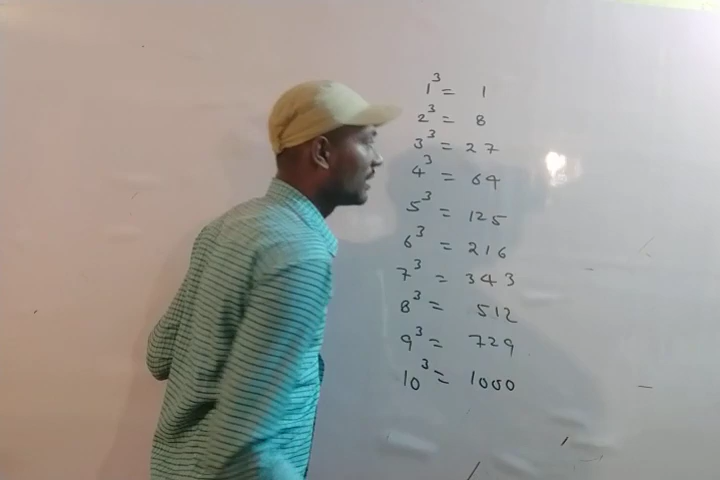 1³ = 1
2³ = 8
3³ = 27
4³ = 64
5³ = 125
6³ = 216
7³ = 343
8³ = 512
9³ = 729
10³ = 1000